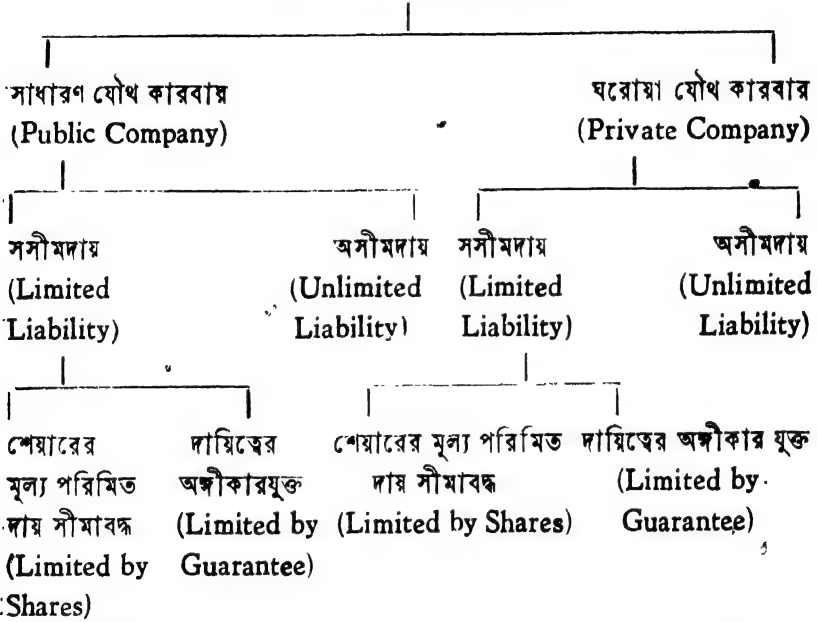 সাধারণ যৌথ কারবার ঘরোয়া যৌথ কারবার
(Public Company) (Private Company)
সসীমদায় অসীমদায় সসীমদায় অসীমদায়
(Limited (Unlimited (Limited (Unlimited
Liability) Liability) Liability) Liability)
শেয়ারের দায়িত্বের শেয়ারের মূল্য পরিমিত দায়িত্বের অঙ্গীকার যুক্ত
মূল্য পরিমিত অঙ্গীকারযুক্ত দায় সীমাবদ্ধ (Limited by
দায় সীমাবদ্ধ (Limited by (Limited by Shares) Guarantee)
(Limited by Guarantee)
Shares)